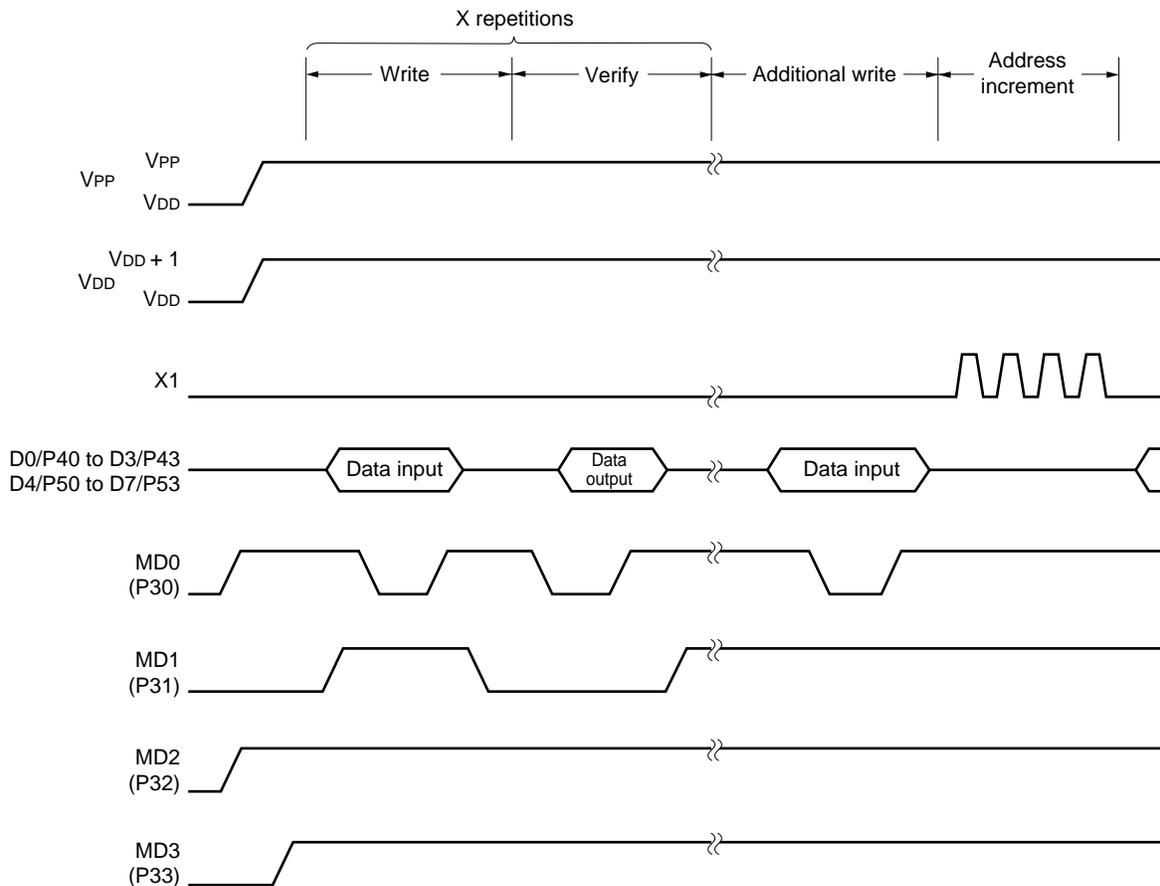 X repetitions
Write
Verify
Additional write
Address
increment
VPP
VPP
VDD
VDD + 1
VDD
VDD
X1
D0/P40 to D3/P43
D4/P50 to D7/P53
Data input
Data
output
Data input
MD0
(P30)
MD1
(P31)
MD2
(P32)
MD3
(P33)